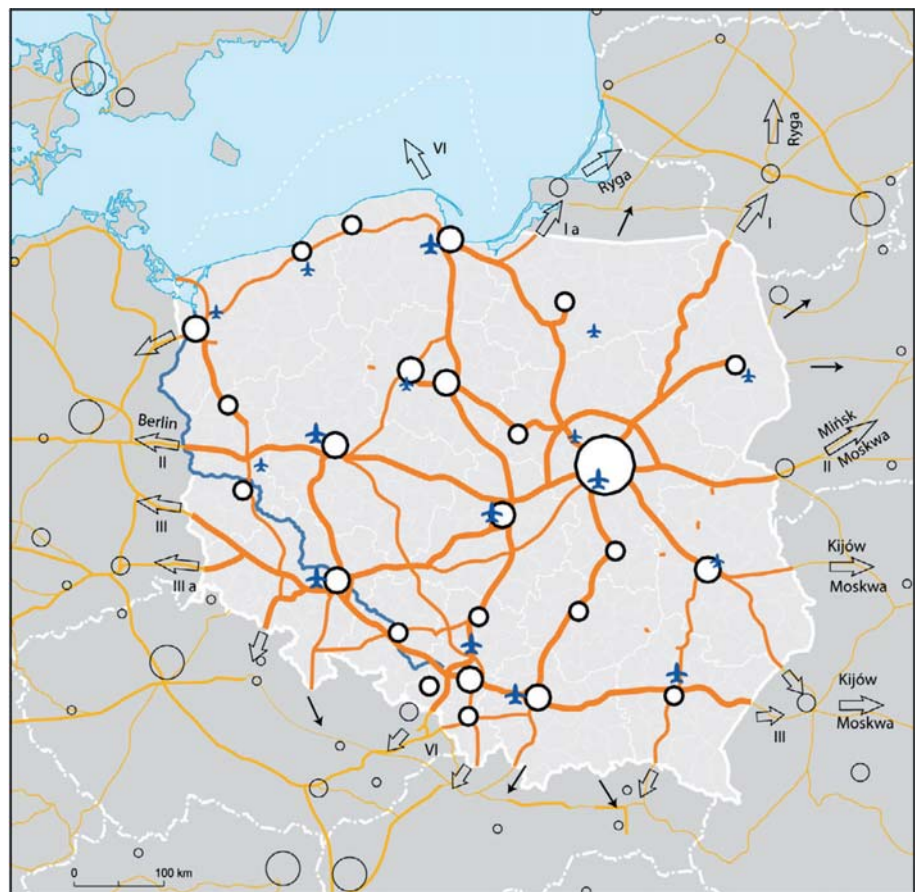 VI
Ryga
Ryga
I a
I
Berlin
II
Mińsk
II Moskwa
III
III a
Kijów
Moskwa
Kijów
Moskwa
III
VI
0 100 km